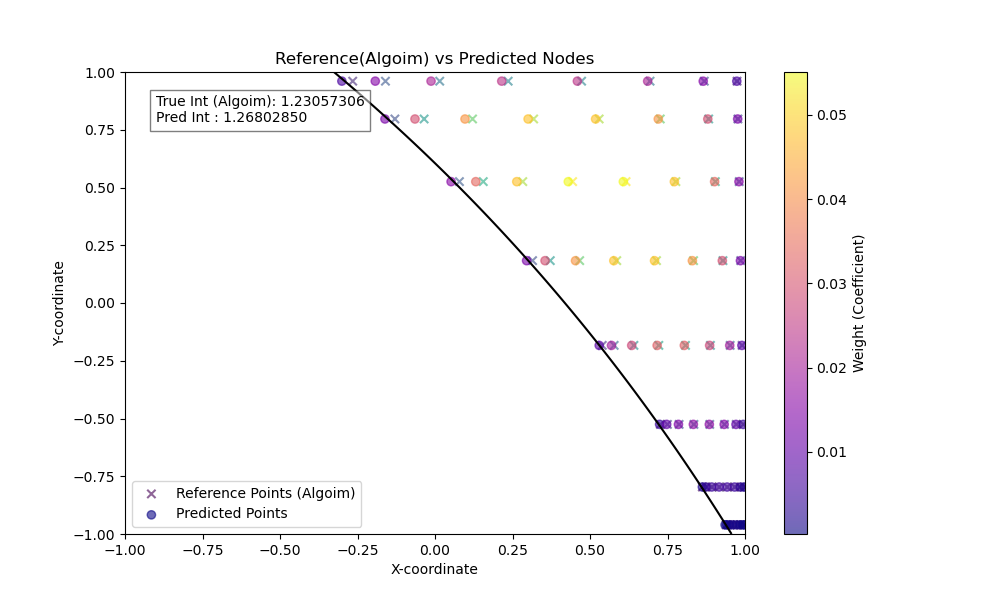 Reference(Algoim) vs Predicted Nodes
True Int (Algoim): 1.23057306
Pred Int : 1.26802850
1.00
0.75
0.50
0.25
0.00
−0.25
−0.50
−0.75
−1.00
Y-coordinate
Reference Points (Algoim)
Predicted Points
−1.00 −0.75 −0.50 −0.25 0.00 0.25 0.50 0.75 1.00
X-coordinate
0.05
0.04
0.03
0.02
0.01
Weight (Coefficient)